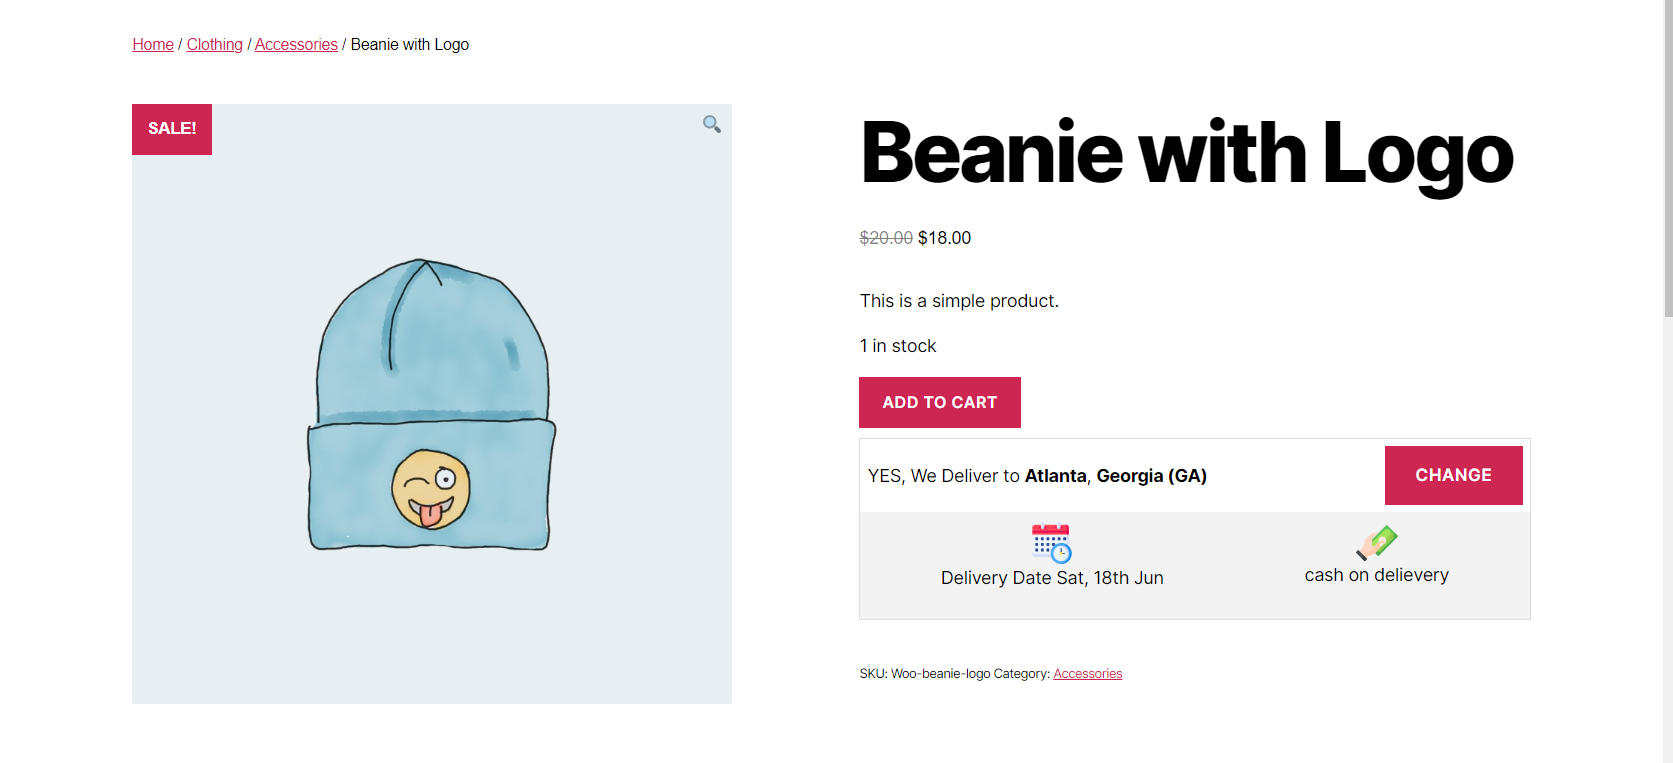 Home / Clothing / Accessories / Beanie with Logo
SALE!
Beanie with Logo
$20.00 $18.00
This is a simple product.
1 in stock
ADD TO CART
YES, We Deliver to Atlanta, Georgia (GA)
CHANGE
Delivery Date Sat, 18th Jun
cash on delievery
SKU: Woo-beanie-logo Category: Accessories